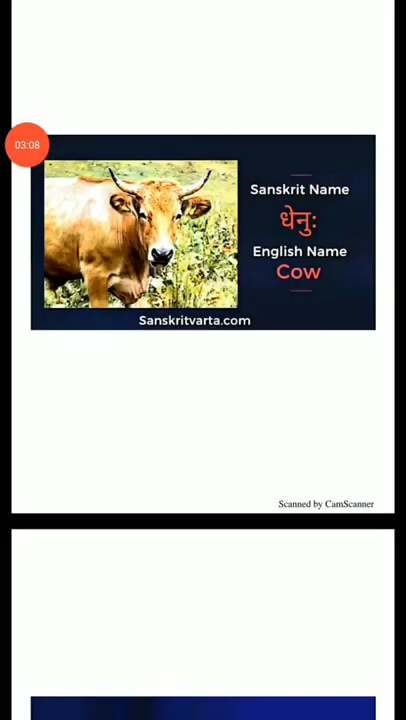 03:08
Sanskrit Name
धेनुः
English Name
Cow
Sanskritvarta.com
Scanned by CamScanner